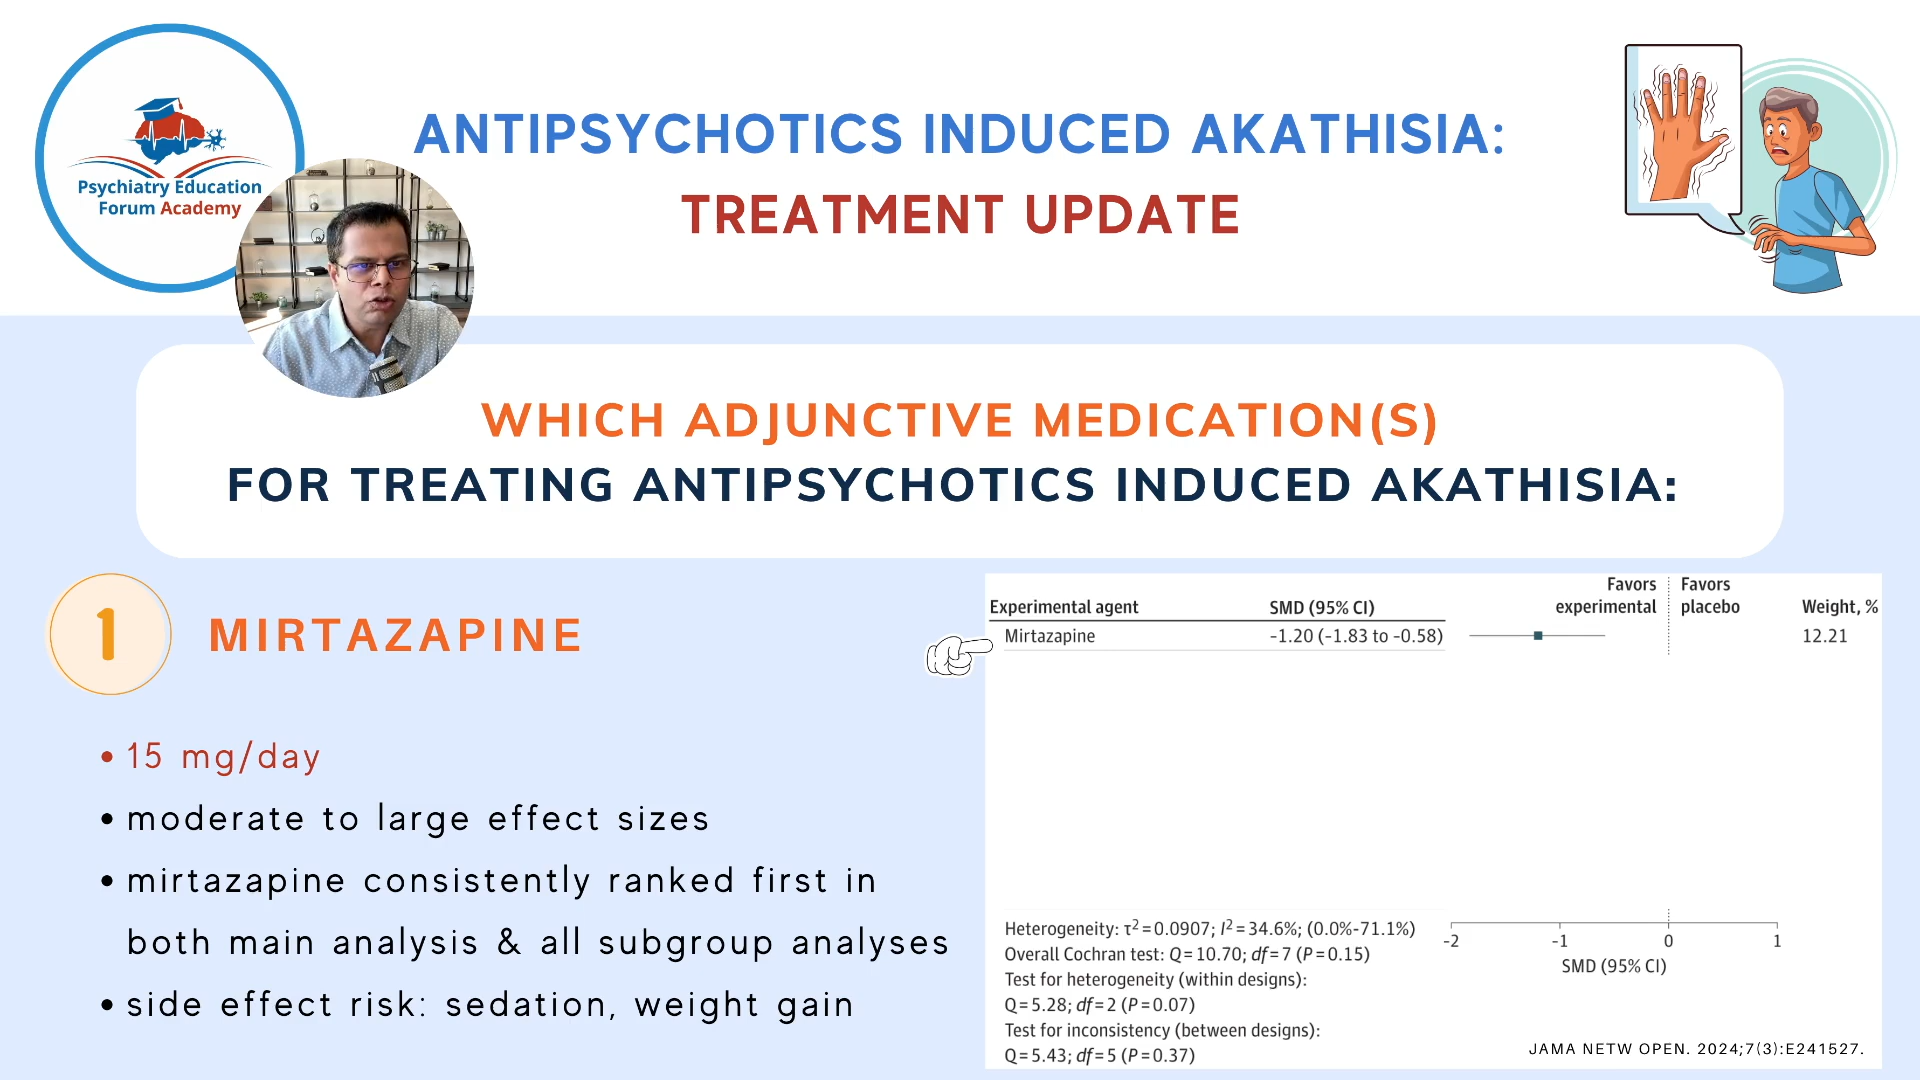 Psychiatry Education
Forum Academy
ANTIPSYCHOTICS INDUCED AKATHISIA:
TREATMENT UPDATE
WHICH ADJUNCTIVE MEDICATION(S)
FOR TREATING ANTIPSYCHOTICS INDUCED AKATHISIA:
1 MIRTAZAPINE
• 15 mg/day
• moderate to large effect sizes
• mirtazapine consistently ranked first in
both main analysis & all subgroup analyses
• side effect risk: sedation, weight gain
Favors experimental Favors placebo
Experimental agent SMD (95% CI) Weight, %
Mirtazapine -1.20 (-1.83 to -0.58) 12.21
Heterogeneity: τ²=0.0907; I²=34.6%; (0.0%-71.1%)
Overall Cochran test: Q=10.70; df=7 (P=0.15)
Test for heterogeneity (within designs):
Q=5.28; df=2 (P=0.07)
Test for inconsistency (between designs):
Q=5.43; df=5 (P=0.37)
-2 -1 0 1
SMD (95% CI)
JAMA NETW OPEN. 2024;7(3):E241527.